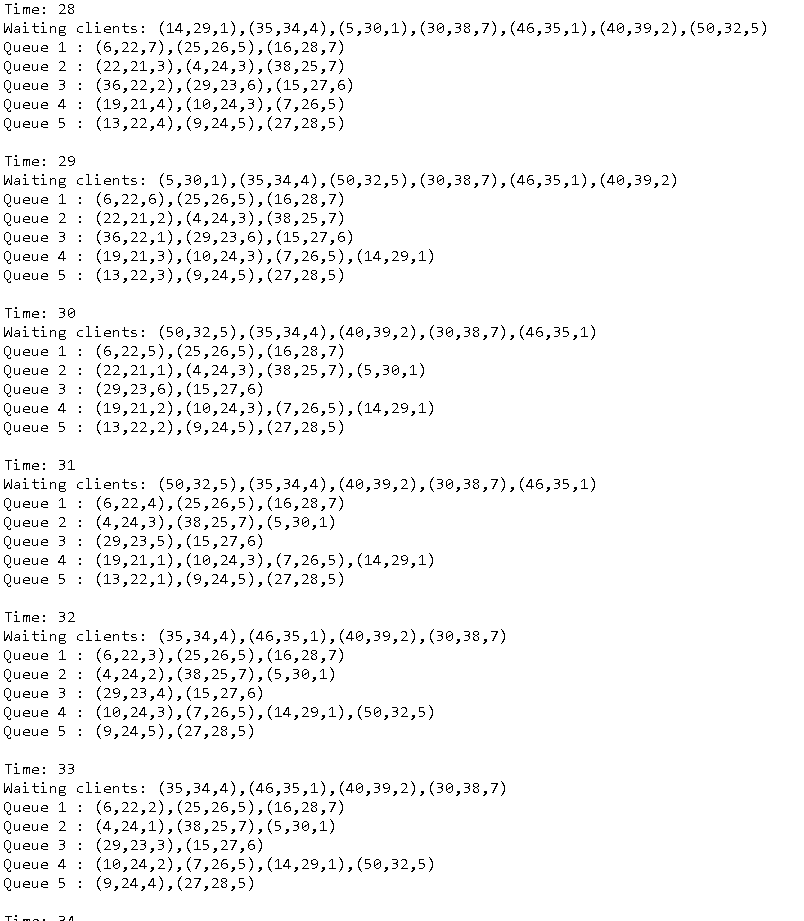 Time: 28
Waiting clients: (14,29,1),(35,34,4),(5,30,1),(30,38,7),(46,35,1),(40,39,2),(50,32,5)
Queue 1 : (6,22,7),(25,26,5),(16,28,7)
Queue 2 : (22,21,3),(4,24,3),(38,25,7)
Queue 3 : (36,22,2),(29,23,6),(15,27,6)
Queue 4 : (19,21,4),(10,24,3),(7,26,5)
Queue 5 : (13,22,4),(9,24,5),(27,28,5)
Time: 29
Waiting clients: (5,30,1),(35,34,4),(50,32,5),(30,38,7),(46,35,1),(40,39,2)
Queue 1 : (6,22,6),(25,26,5),(16,28,7)
Queue 2 : (22,21,2),(4,24,3),(38,25,7)
Queue 3 : (36,22,1),(29,23,6),(15,27,6)
Queue 4 : (19,21,3),(10,24,3),(7,26,5),(14,29,1)
Queue 5 : (13,22,3),(9,24,5),(27,28,5)
Time: 30
Waiting clients: (50,32,5),(35,34,4),(40,39,2),(30,38,7),(46,35,1)
Queue 1 : (6,22,5),(25,26,5),(16,28,7)
Queue 2 : (22,21,1),(4,24,3),(38,25,7),(5,30,1)
Queue 3 : (29,23,6),(15,27,6)
Queue 4 : (19,21,2),(10,24,3),(7,26,5),(14,29,1)
Queue 5 : (13,22,2),(9,24,5),(27,28,5)
Time: 31
Waiting clients: (50,32,5),(35,34,4),(40,39,2),(30,38,7),(46,35,1)
Queue 1 : (6,22,4),(25,26,5),(16,28,7)
Queue 2 : (4,24,3),(38,25,7),(5,30,1)
Queue 3 : (29,23,5),(15,27,6)
Queue 4 : (19,21,1),(10,24,3),(7,26,5),(14,29,1)
Queue 5 : (13,22,1),(9,24,5),(27,28,5)
Time: 32
Waiting clients: (35,34,4),(46,35,1),(40,39,2),(30,38,7)
Queue 1 : (6,22,3),(25,26,5),(16,28,7)
Queue 2 : (4,24,2),(38,25,7),(5,30,1)
Queue 3 : (29,23,4),(15,27,6)
Queue 4 : (10,24,3),(7,26,5),(14,29,1),(50,32,5)
Queue 5 : (9,24,5),(27,28,5)
Time: 33
Waiting clients: (35,34,4),(46,35,1),(40,39,2),(30,38,7)
Queue 1 : (6,22,2),(25,26,5),(16,28,7)
Queue 2 : (4,24,1),(38,25,7),(5,30,1)
Queue 3 : (29,23,3),(15,27,6)
Queue 4 : (10,24,2),(7,26,5),(14,29,1),(50,32,5)
Queue 5 : (9,24,4),(27,28,5)
Time: 34